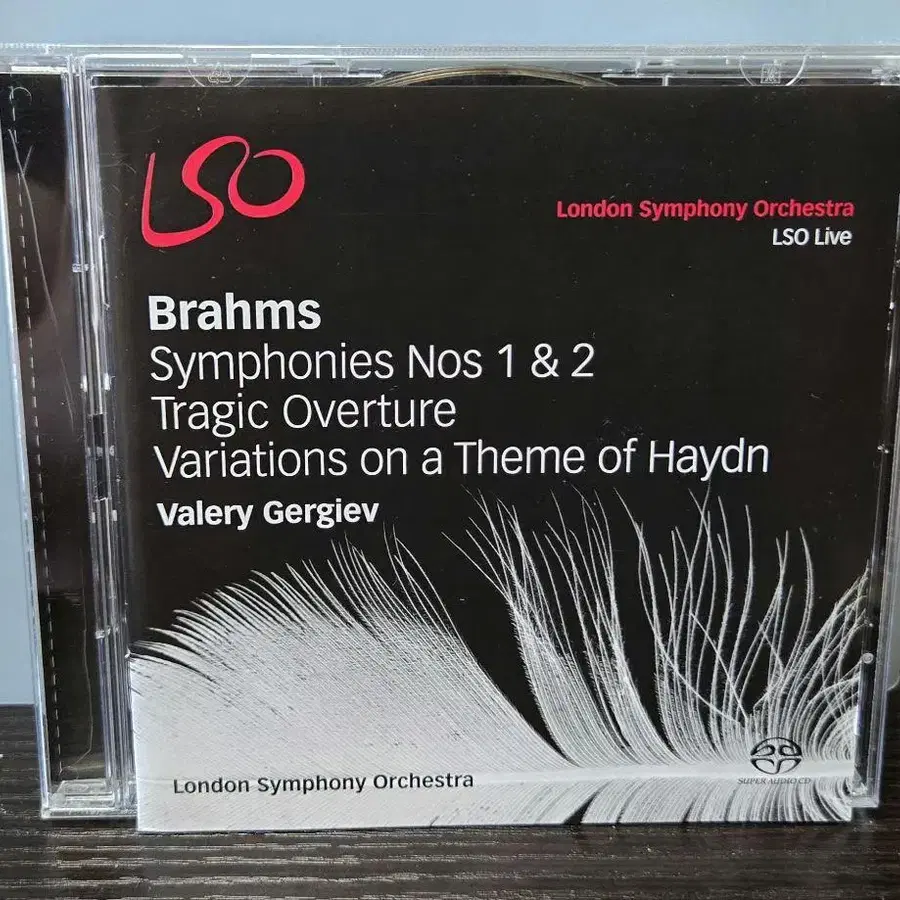 LSO
London Symphony Orchestra
LSO Live
Brahms
Symphonies Nos 1 & 2
Tragic Overture
Variations on a Theme of Haydn
Valery Gergiev
London Symphony Orchestra
SUPER AUDIO CD